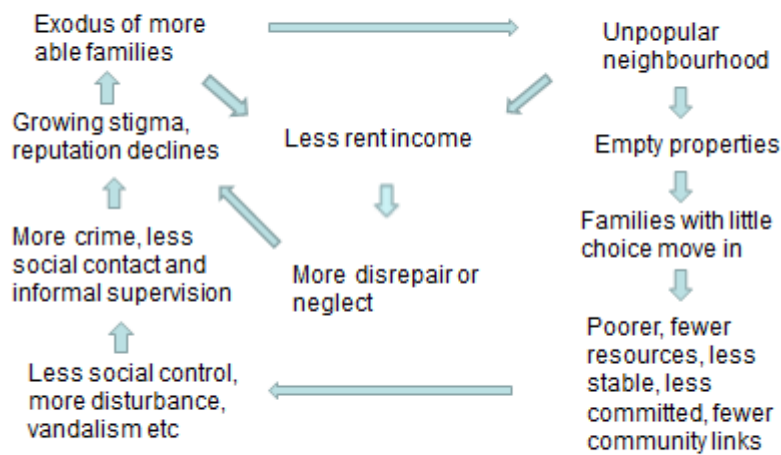 Exodus of more
able families
Unpopular
neighbourhood
Growing stigma,
reputation declines
Less rent income
Empty properties
More crime, less
social contact and
informal supervision
More disrepair or
neglect
Families with little
choice move in
Less social control,
more disturbance,
vandalism etc
Poorer, fewer
resources, less
stable, less
committed, fewer
community links